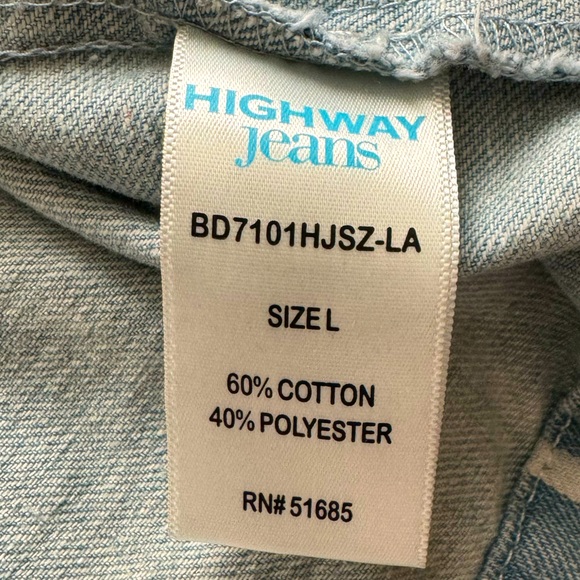 HIGHWAY
jeans
BD7101HJSZ-LA
SIZE L
60% COTTON
40% POLYESTER
RN# 51685